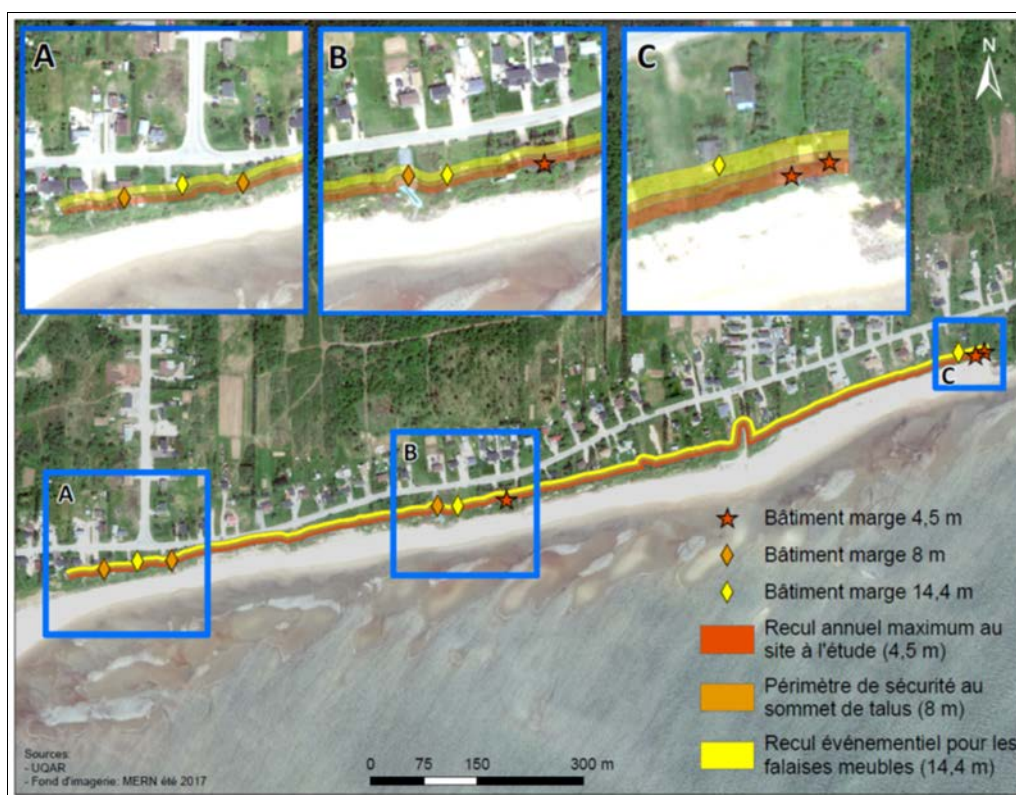 A
B
C
N
C
B
A
Bâtiment marge 4,5 m
Bâtiment marge 8 m
Bâtiment marge 14,4 m
Recul annuel maximum au
site à l'étude (4,5 m)
Périmètre de sécurité au
sommet de talus (8 m)
Recul événementiel pour les
falaises meubles (14,4 m)
Sources:
- UQAR
- Fond d'imagerie: MERN été 2017
0 75 150 300 m